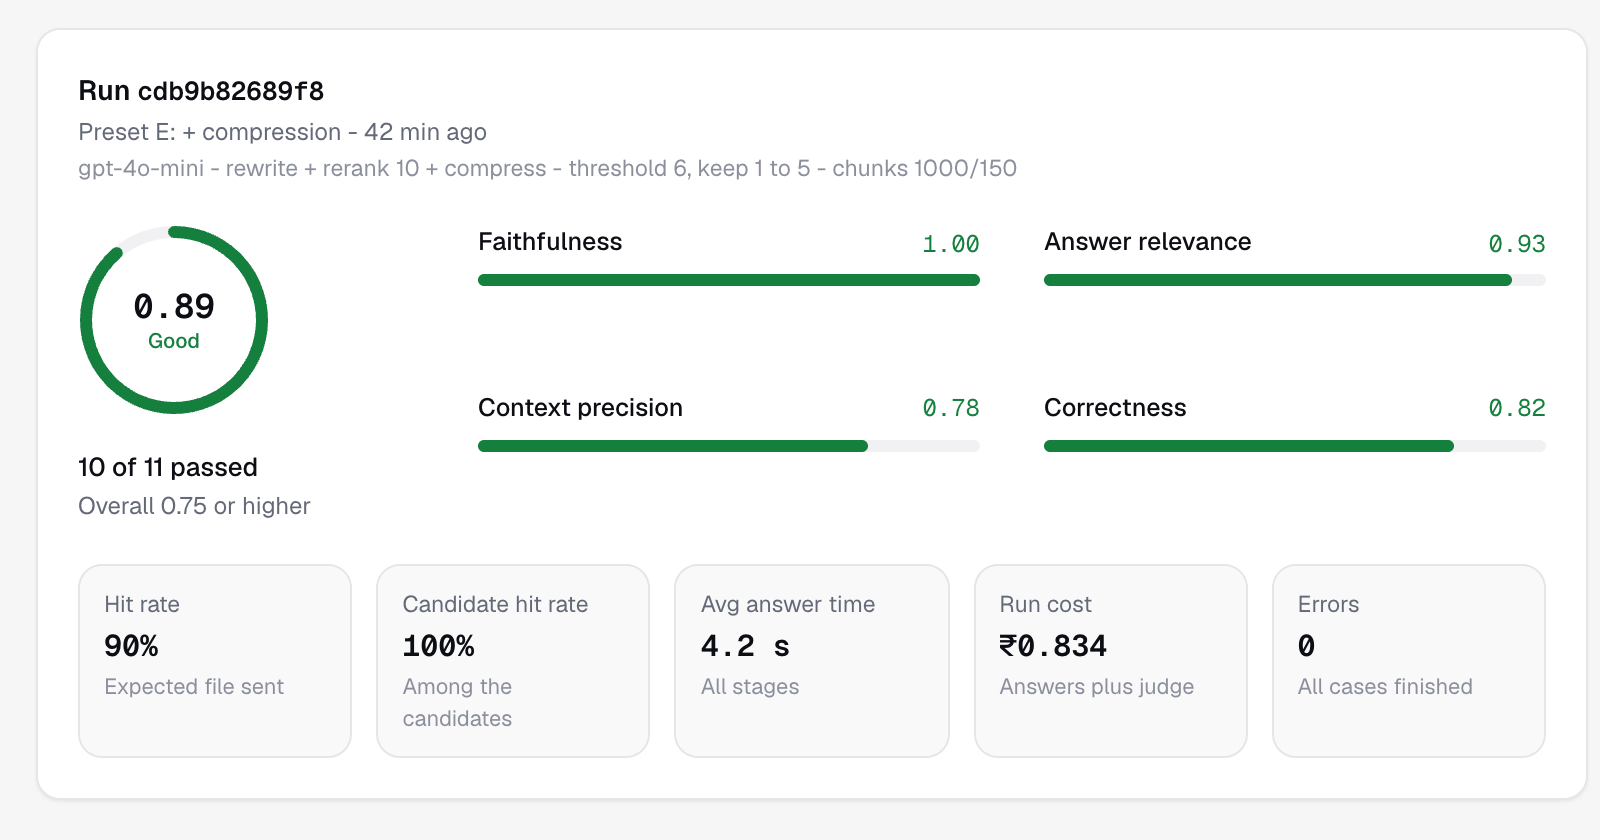 Run cdb9b82689f8
Preset E: + compression - 42 min ago
gpt-4o-mini - rewrite + rerank 10 + compress - threshold 6, keep 1 to 5 - chunks 1000/150
0.89
Good
10 of 11 passed
Overall 0.75 or higher
Faithfulness 1.00
Answer relevance 0.93
Context precision 0.78
Correctness 0.82
Hit rate
90%
Expected file sent
Candidate hit rate
100%
Among the
candidates
Avg answer time
4.2 s
All stages
Run cost
₹0.834
Answers plus judge
Errors
0
All cases finished